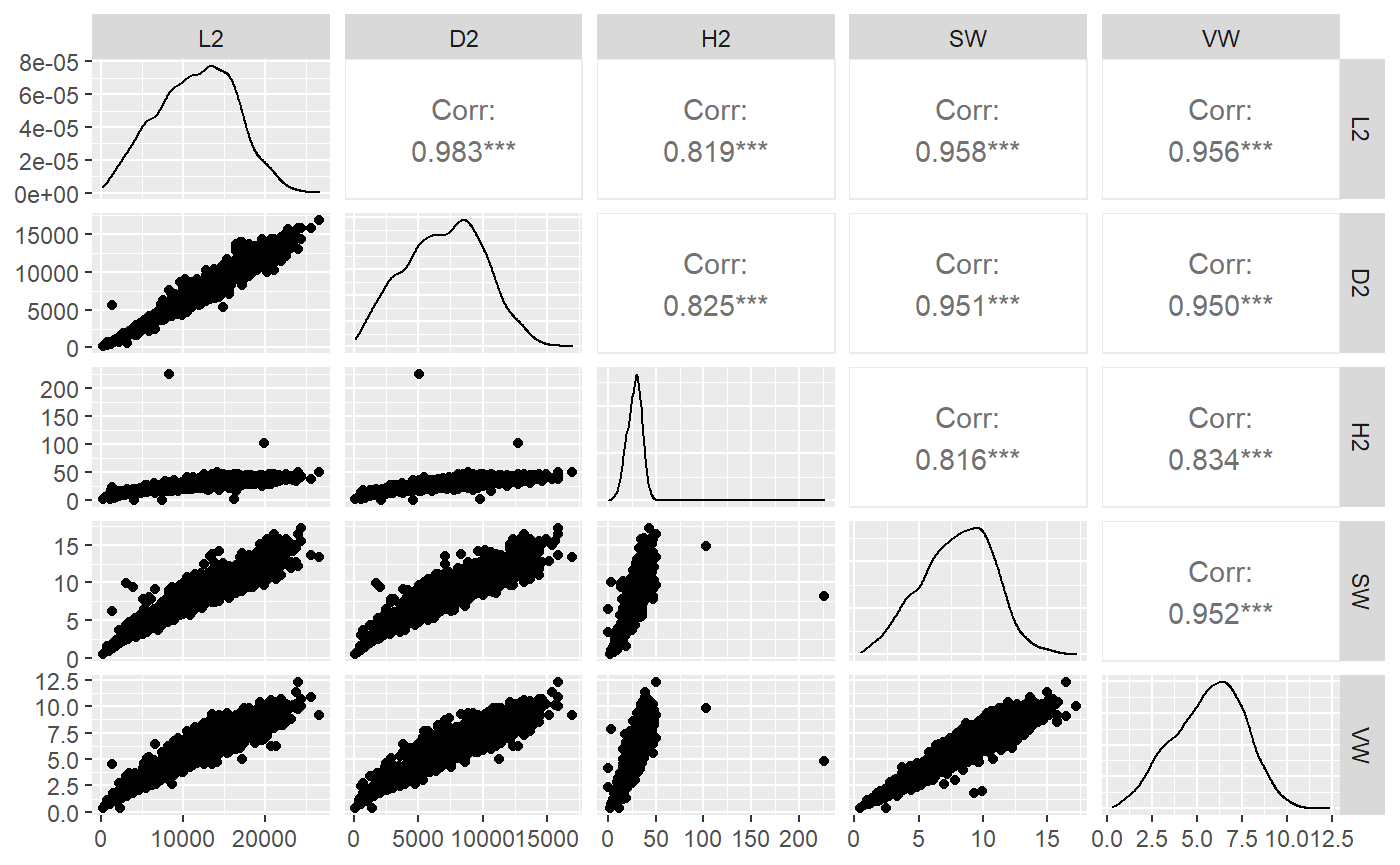 L2 D2 H2 SW VW
8e-05
6e-05
4e-05
2e-05
0e+00
Corr:
0.983***
Corr:
0.819***
Corr:
0.958***
Corr:
0.956***
L2
15000
10000
5000
0
Corr:
0.825***
Corr:
0.951***
Corr:
0.950***
D2
200
150
100
50
0
Corr:
0.816***
Corr:
0.834***
H2
15
10
5
0
Corr:
0.952***
SW
12.5
10.0
7.5
5.0
2.5
0.0
VW
0 10000 20000
0 5000 10000 15000
0 50 100 150 200
0 5 10 15
0.0 2.5 5.0 7.5 10.0 12.5